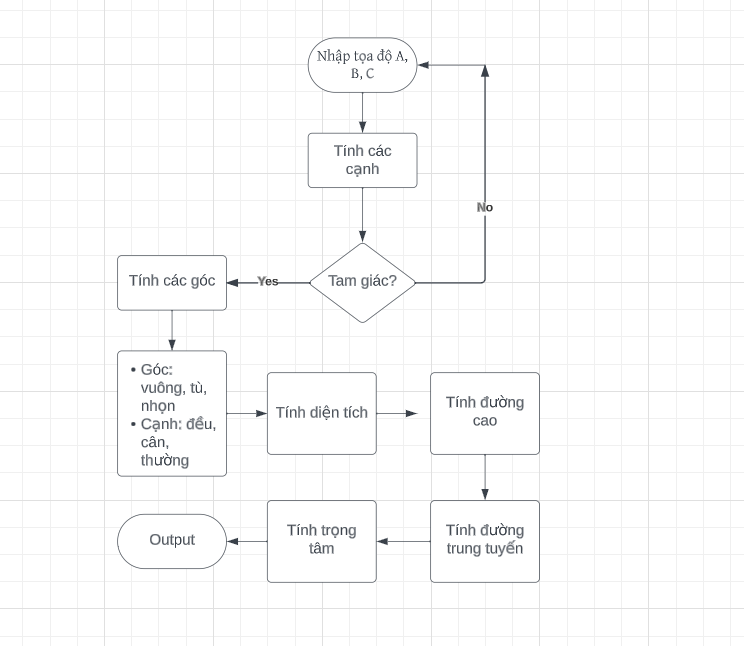 Nhập tọa độ A,
B, C
Tính các
cạnh
No
Tam giác?
Yes
Tính các góc
• Góc:
vuông, tù,
nhọn
• Cạnh: đều,
cân,
thường
Tính diện tích
Tính đường
cao
Tính đường
trung tuyến
Tính trọng
tâm
Output